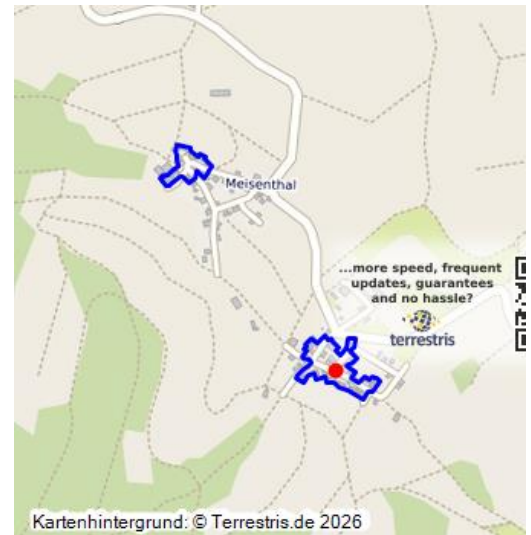 Meisenthal
...more speed, frequent
updates, guarantees
and no hassle?
terrestris
Kartenhintergrund: © Terrestris.de 2026